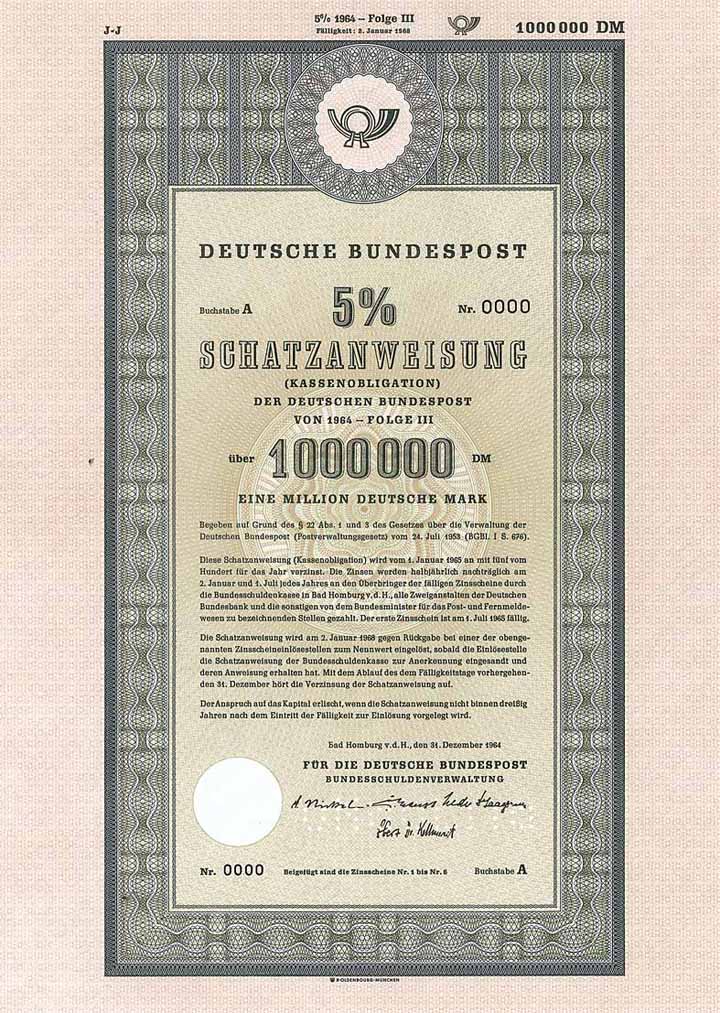 J-J
5% 1964 – Folge III
Fälligkeit: 2. Januar 1968
1000000 DM
DEUTSCHE BUNDESPOST
Buchstabe A
5%
Nr. 0000
SCHATZANWEISUNG
(KASSENOBLIGATION)
DER DEUTSCHEN BUNDESPOST
VON 1964 – FOLGE III
über 1000000 DM
EINE MILLION DEUTSCHE MARK
Begeben auf Grund des § 22 Abs. 1 und 3 des Gesetzes über die Verwaltung der
Deutschen Bundespost (Postverwaltungsgesetz) vom 24. Juli 1953 (BGBl. I S. 676).
Diese Schatzanweisung (Kassenobligation) wird vom 1. Januar 1965 an mit fünf vom
Hundert für das Jahr verzinst. Die Zinsen werden halbjährlich nachträglich am
2. Januar und 1. Juli jedes Jahres an den Überbringer der fälligen Zinsscheine durch
die Bundesschuldenkasse in Bad Homburg v. d. H., alle Zweiganstalten der Deutschen
Bundesbank und die sonstigen von dem Bundesminister für das Post- und Fernmelde-
wesen zu bezeichnenden Stellen gezahlt. Der erste Zinsschein ist am 1. Juli 1965 fällig.
Die Schatzanweisung wird am 2. Januar 1968 gegen Rückgabe bei einer der obenge-
nannten Zinsscheineinlösestellen zum Nennwert eingelöst, sobald die Einlösestelle
die Schatzanweisung der Bundesschuldenkasse zur Anerkennung eingesandt und
deren Anweisung erhalten hat. Mit dem Ablauf des dem Fälligkeitstage vorhergehen-
den 31. Dezember hört die Verzinsung der Schatzanweisung auf.
Der Anspruch auf das Kapital erlischt, wenn die Schatzanweisung nicht binnen dreißig
Jahren nach dem Eintritt der Fälligkeit zur Einlösung vorgelegt wird.
Bad Homburg v. d. H., den 31. Dezember 1964
FÜR DIE DEUTSCHE BUNDESPOST
BUNDESSCHULDENVERWALTUNG
Nr. 0000
Beigefügt sind die Zinsscheine Nr. 1 bis Nr. 6
Buchstabe A
R·OLDENBOURG·MÜNCHEN